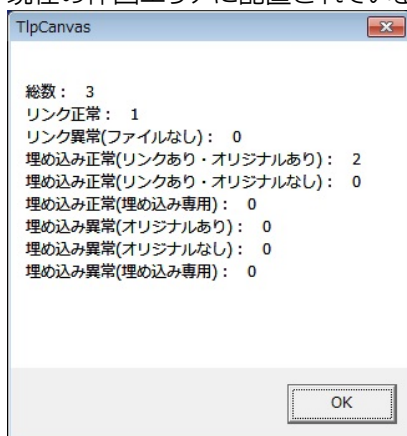 TlpCanvas
総数： 3
リンク正常： 1
リンク異常(ファイルなし)： 0
埋め込み正常(リンクあり・オリジナルあり)： 2
埋め込み正常(リンクあり・オリジナルなし)： 0
埋め込み正常(埋め込み専用)： 0
埋め込み異常(オリジナルあり)： 0
埋め込み異常(オリジナルなし)： 0
埋め込み異常(埋め込み専用)： 0
OK